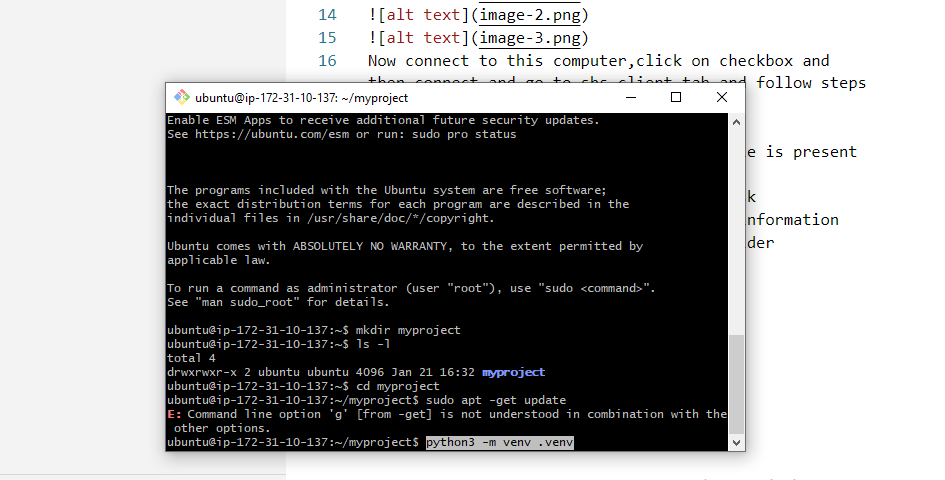 14 ![alt text](image-2.png)
15 ![alt text](image-3.png)
16 Now connect to this computer,click on checkbox and
then connect and go to shs client tab and follow steps
ubuntu@ip-172-31-10-137: ~/myproject
Enable ESM Apps to receive additional future security updates.
See https://ubuntu.com/esm or run: sudo pro status
e is present
The programs included with the Ubuntu system are free software;
k
the exact distribution terms for each program are described in the
individual files in /usr/share/doc/*/copyright.
nformation
Ubuntu comes with ABSOLUTELY NO WARRANTY, to the extent permitted by
der
applicable law.
To run a command as administrator (user "root"), use "sudo <command>".
See "man sudo_root" for details.
ubuntu@ip-172-31-10-137:~$ mkdir myproject
ubuntu@ip-172-31-10-137:~$ ls -l
total 4
drwxrwxr-x 2 ubuntu ubuntu 4096 Jan 21 16:32 myproject
ubuntu@ip-172-31-10-137:~$ cd myproject
ubuntu@ip-172-31-10-137:~/myproject$ sudo apt -get update
E: Command line option 'g' [from -get] is not understood in combination with the
other options.
ubuntu@ip-172-31-10-137:~/myproject$ python3 -m venv .venv